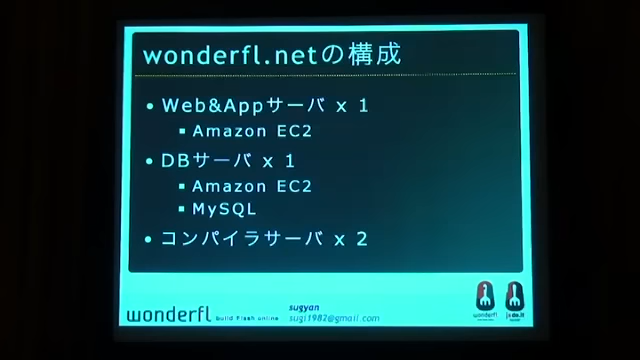 wonderfl.netの構成
• Web&Appサーバ x 1
▪ Amazon EC2
• DBサーバ x 1
▪ Amazon EC2
▪ MySQL
• コンパイラサーバ x 2
wonderfl build flash online
sugyan
sugi1982@gmail.com
wonderfl